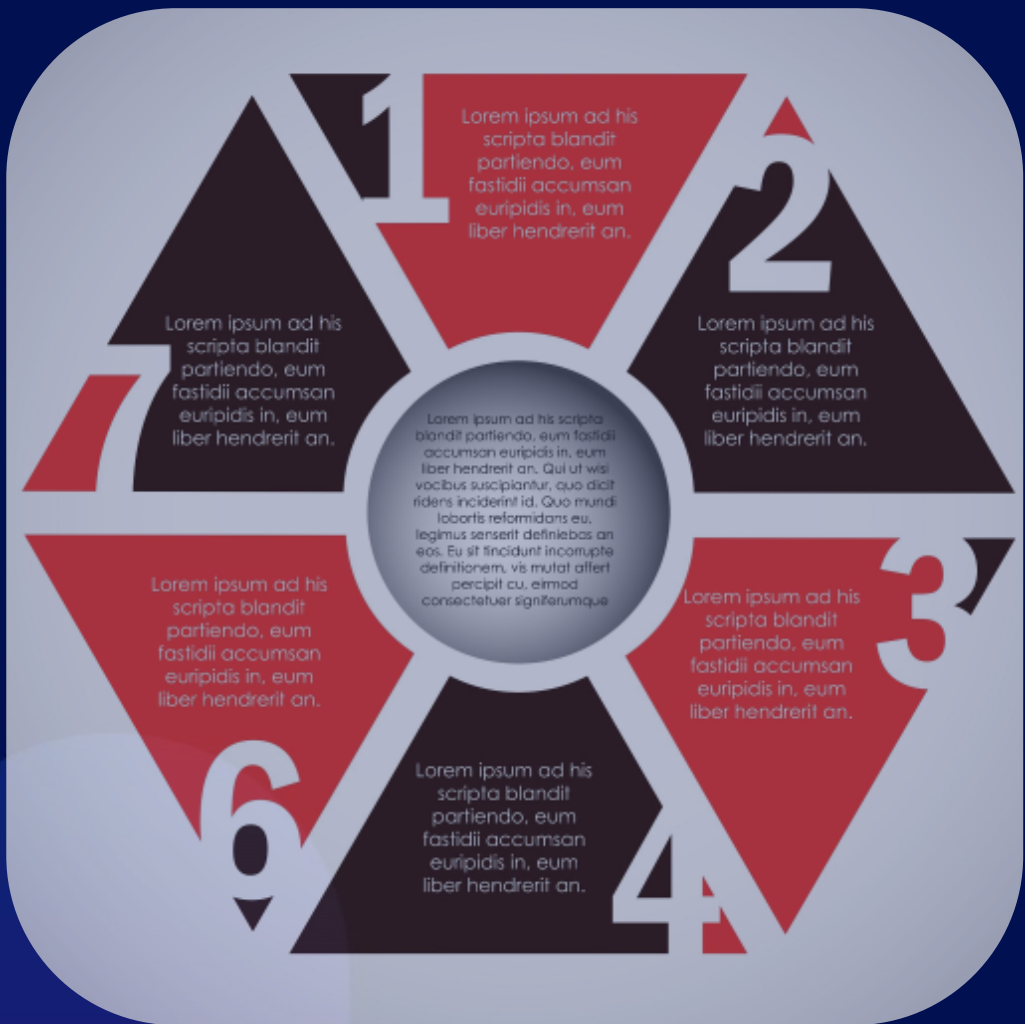 1
Lorem ipsum ad his
scripta blandit
partiendo, eum
fastidii accumsan
euripidis in, eum
liber hendrerit an.
2
Lorem ipsum ad his
scripta blandit
partiendo, eum
fastidii accumsan
euripidis in, eum
liber hendrerit an.
3
Lorem ipsum ad his
scripta blandit
partiendo, eum
fastidii accumsan
euripidis in, eum
liber hendrerit an.
4
Lorem ipsum ad his
scripta blandit
partiendo, eum
fastidii accumsan
euripidis in, eum
liber hendrerit an.
6
Lorem ipsum ad his
scripta blandit
partiendo, eum
fastidii accumsan
euripidis in, eum
liber hendrerit an.
7
Lorem ipsum ad his
scripta blandit
partiendo, eum
fastidii accumsan
euripidis in, eum
liber hendrerit an.
Lorem ipsum ad his scripta
blandit partiendo, eum fastidii
accumsan euripidis in, eum
liber hendrerit an. Qui ut wisi
vocibus suscipiantur, quo dicit
ridens inciderint id. Quo mundi
lobortis reformidans eu,
legimus senserit definiebas an
eos. Eu sit tincidunt incorrupte
definitionem, vis mutat affert
percipit cu, eirmod
consectetuer signiferumque